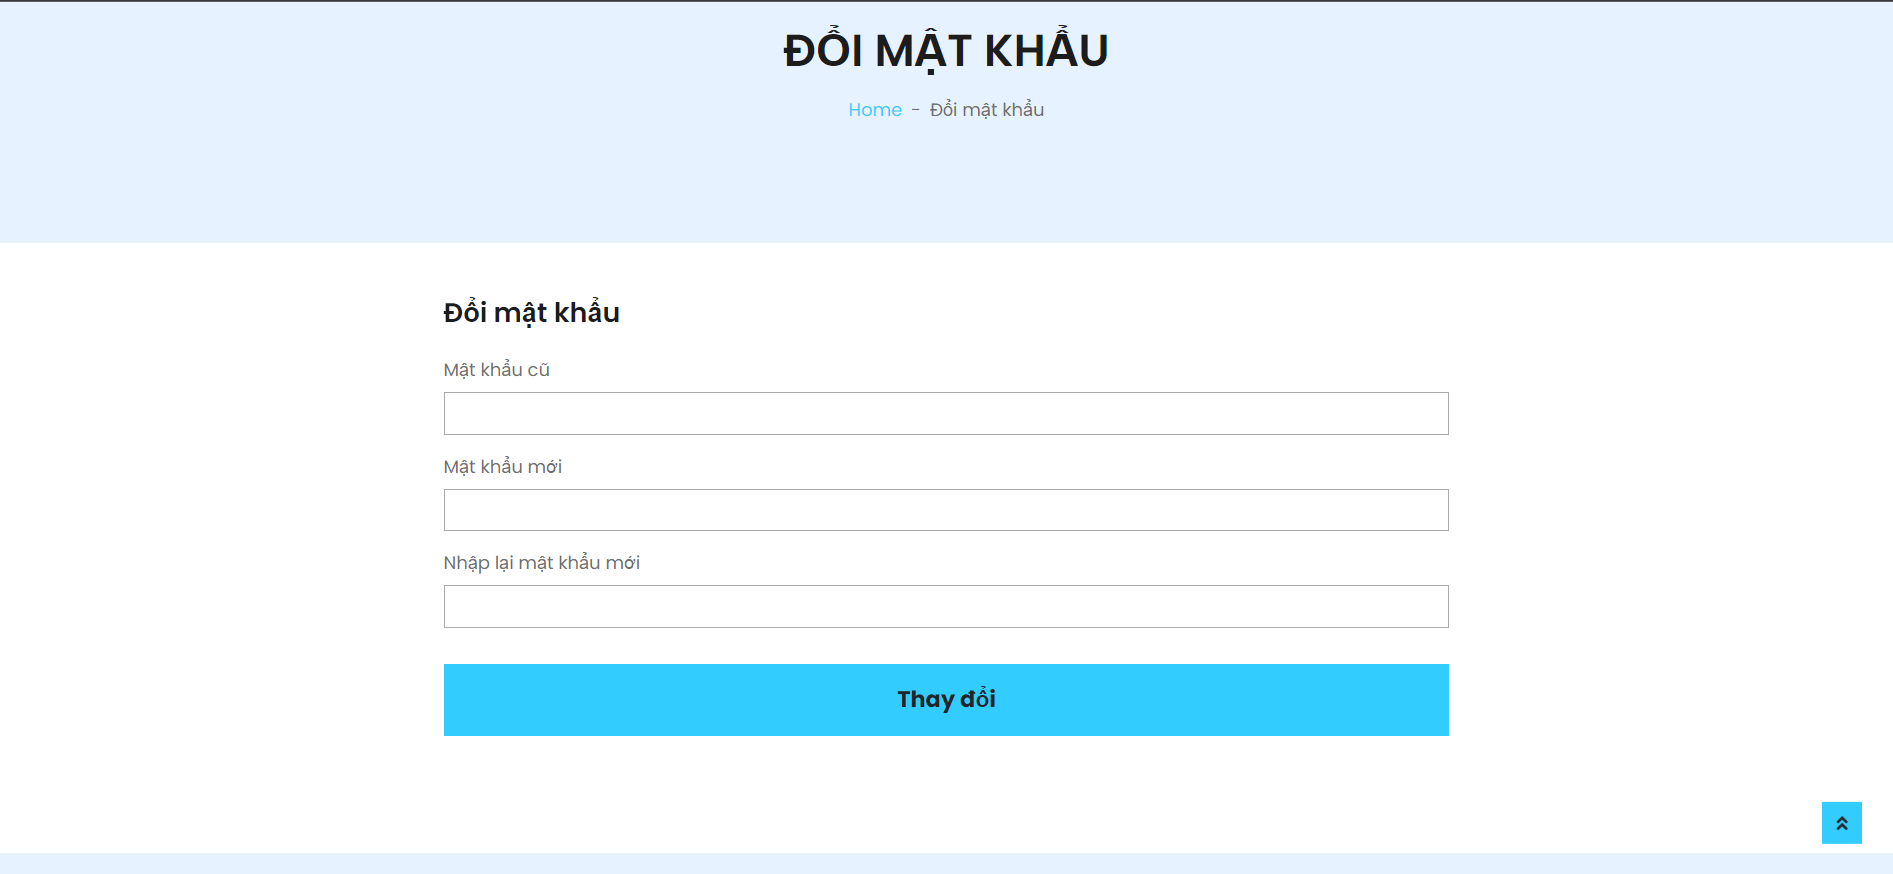 ĐỔI MẬT KHẨU
Home - Đổi mật khẩu
Đổi mật khẩu
Mật khẩu cũ
Mật khẩu mới
Nhập lại mật khẩu mới
Thay đổi